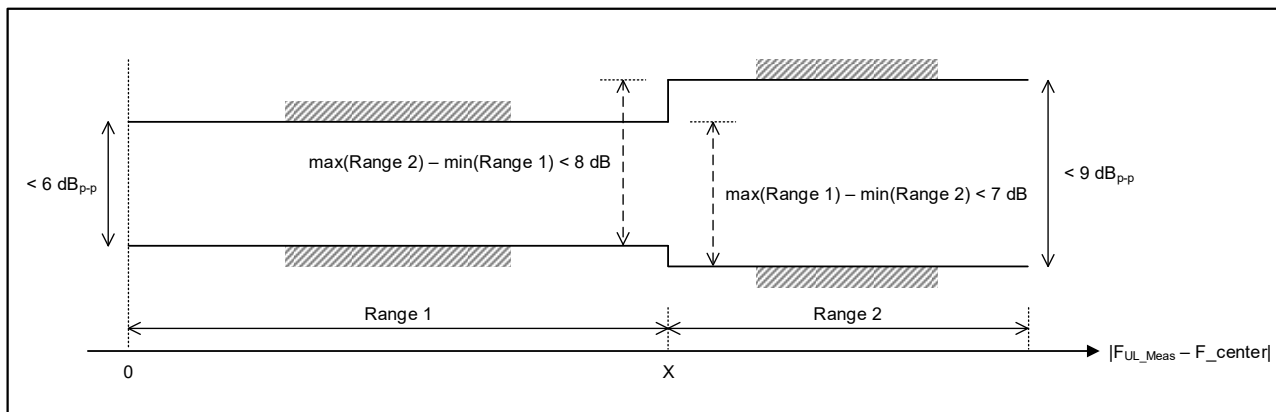 max(Range 2) – min(Range 1) < 8 dB
< 6 dBp-p
max(Range 1) – min(Range 2) < 7 dB
< 9 dBp-p
Range 1
Range 2
|FUL_Meas – F_center|
0
X